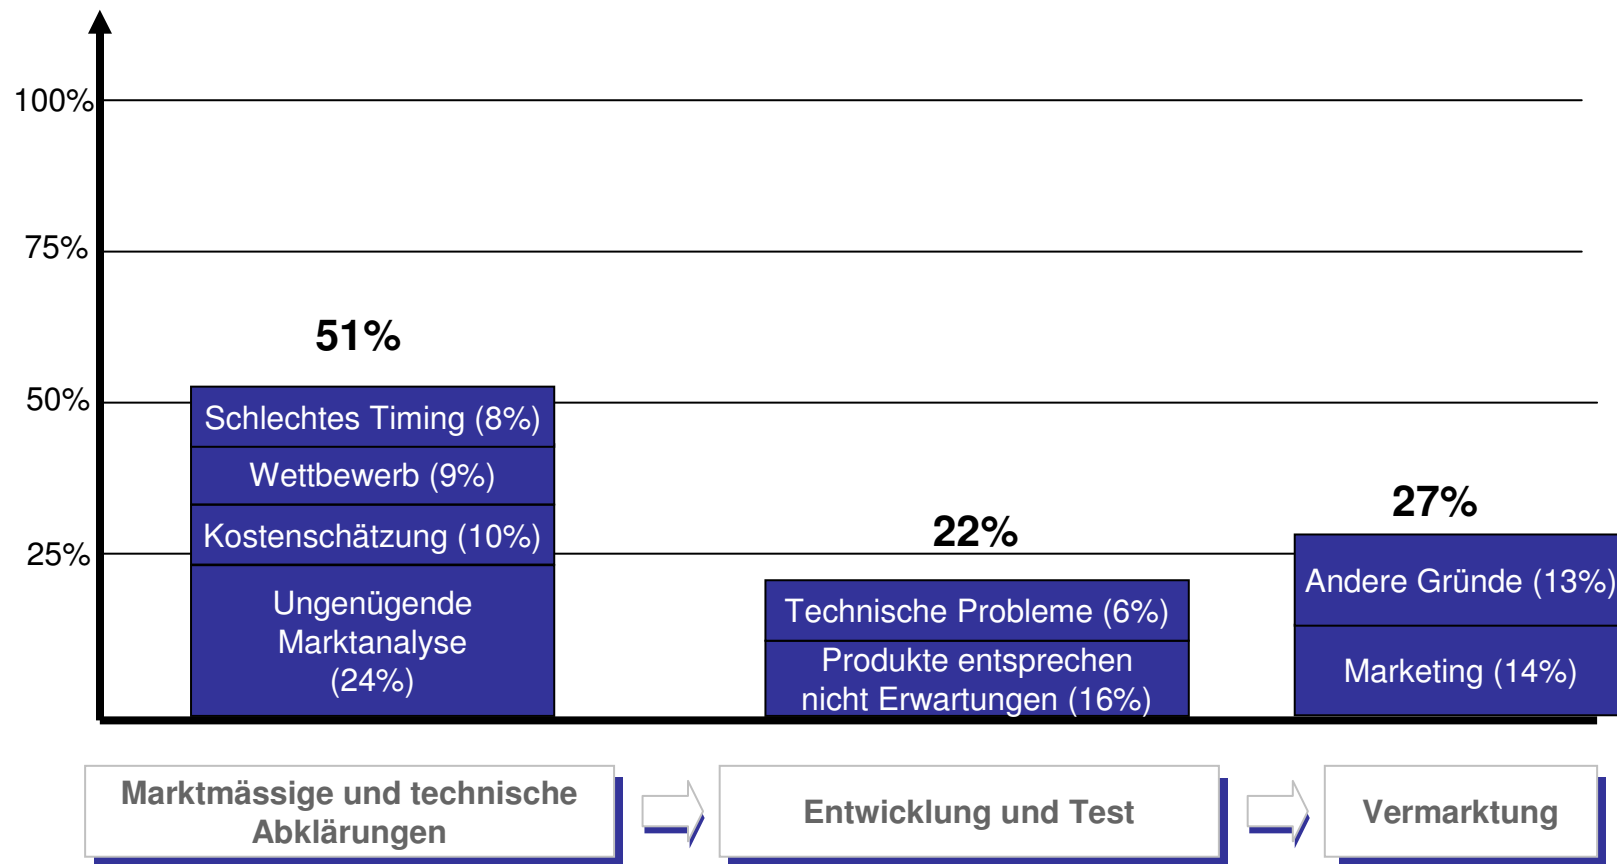 100%
75%
50%
25%
51%
Schlechtes Timing (8%)
Wettbewerb (9%)
Kostenschätzung (10%)
Ungenügende
Marktanalyse
(24%)
22%
Technische Probleme (6%)
Produkte entsprechen
nicht Erwartungen (16%)
27%
Andere Gründe (13%)
Marketing (14%)
Marktmässige und technische
Abklärungen
Entwicklung und Test
Vermarktung